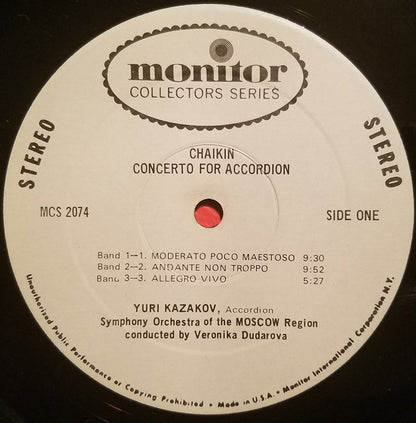 monitor
COLLECTORS SERIES
STEREO
STEREO
CHAIKIN
CONCERTO FOR ACCORDION
MCS 2074
SIDE ONE
Band 1—1. MODERATO POCO MAESTOSO 9:30
Band 2—2. ANDANTE NON TROPPO 9:52
Band 3—3. ALLEGRO VIVO 5:27
YURI KAZAKOV, Accordion
Symphony Orchestra of the MOSCOW Region
conducted by Veronika Dudarova
Unauthorized Public Performance or Copying Prohibited • Made in U.S.A. • Monitor International Corporation N.Y.